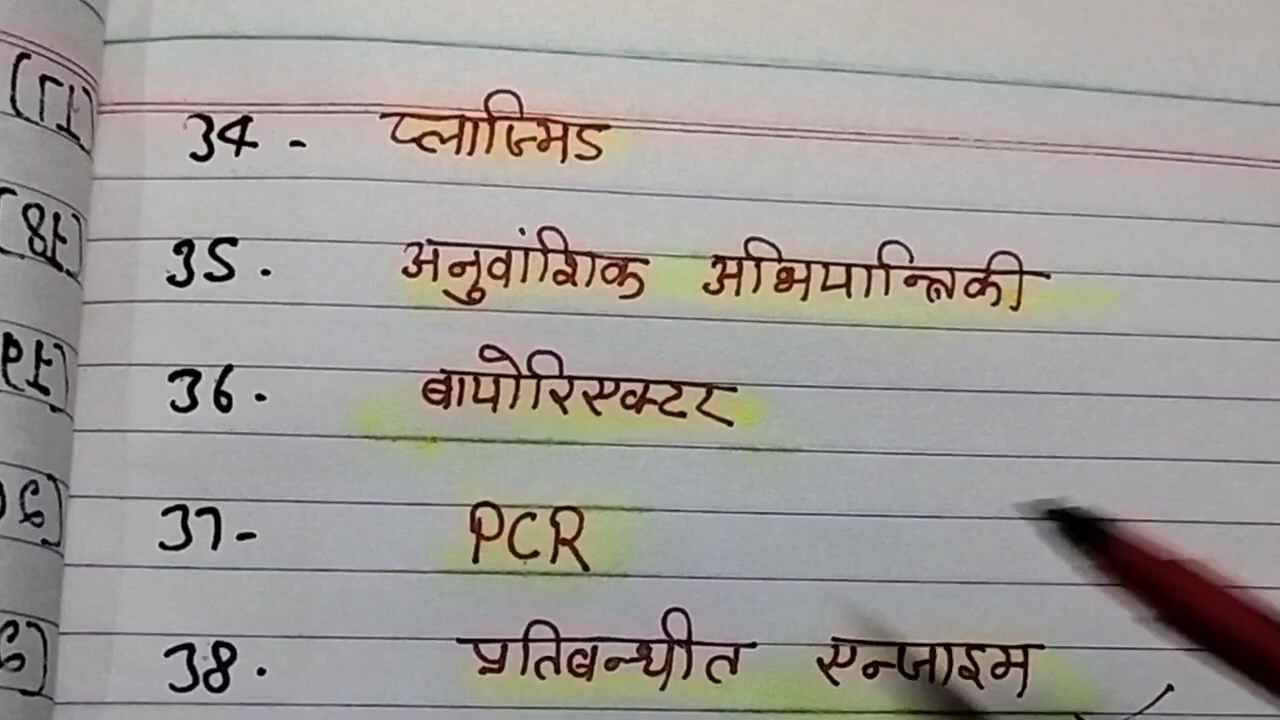 34 - प्लाज्मिड
35. अनुवांशिक अभियान्त्रिकी
36. बायोरिएक्टर
37- PCR
38. प्रतिबन्धीत एन्जाइम